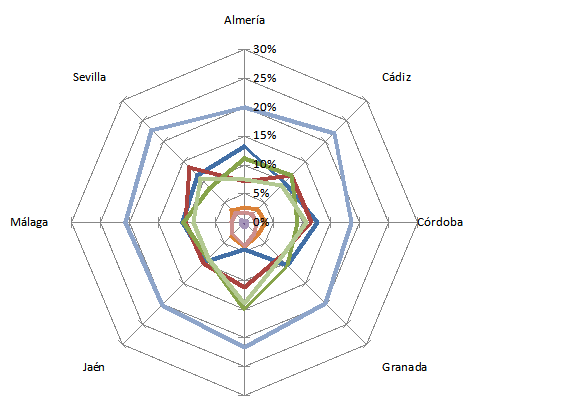 Almería
30%
25%
Sevilla
Cádiz
20%
15%
10%
5%
Málaga
0%
Córdoba
Jaén
Granada